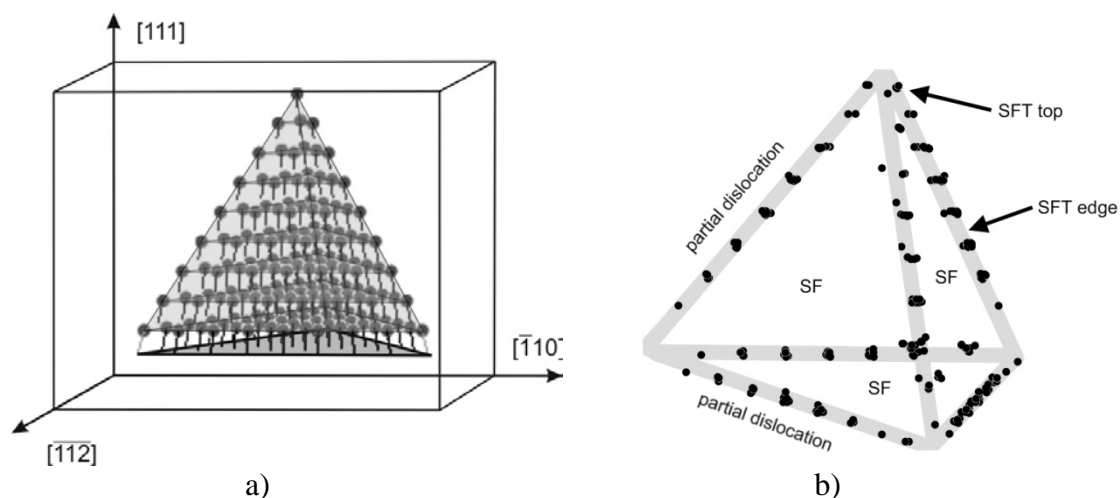 [111]
[1̅10]
[1̅1̅2̅]
a)
SFT top
partial dislocation
SFT edge
SF
SF
SF
partial dislocation
b)